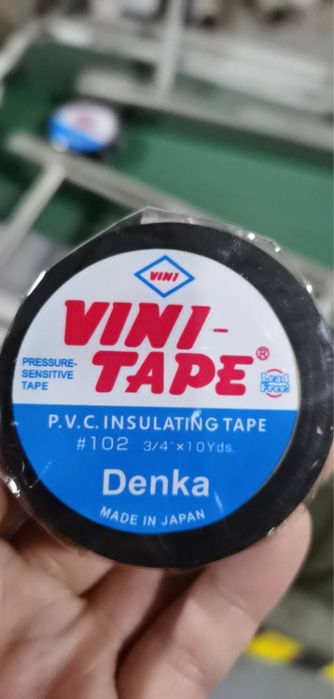 VINI
VINI-
TAPE®
PRESSURE-
SENSITIVE
TAPE
Lead
Free!
P.V.C. INSULATING TAPE
#102 3/4"×10Yds.
Denka
MADE IN JAPAN